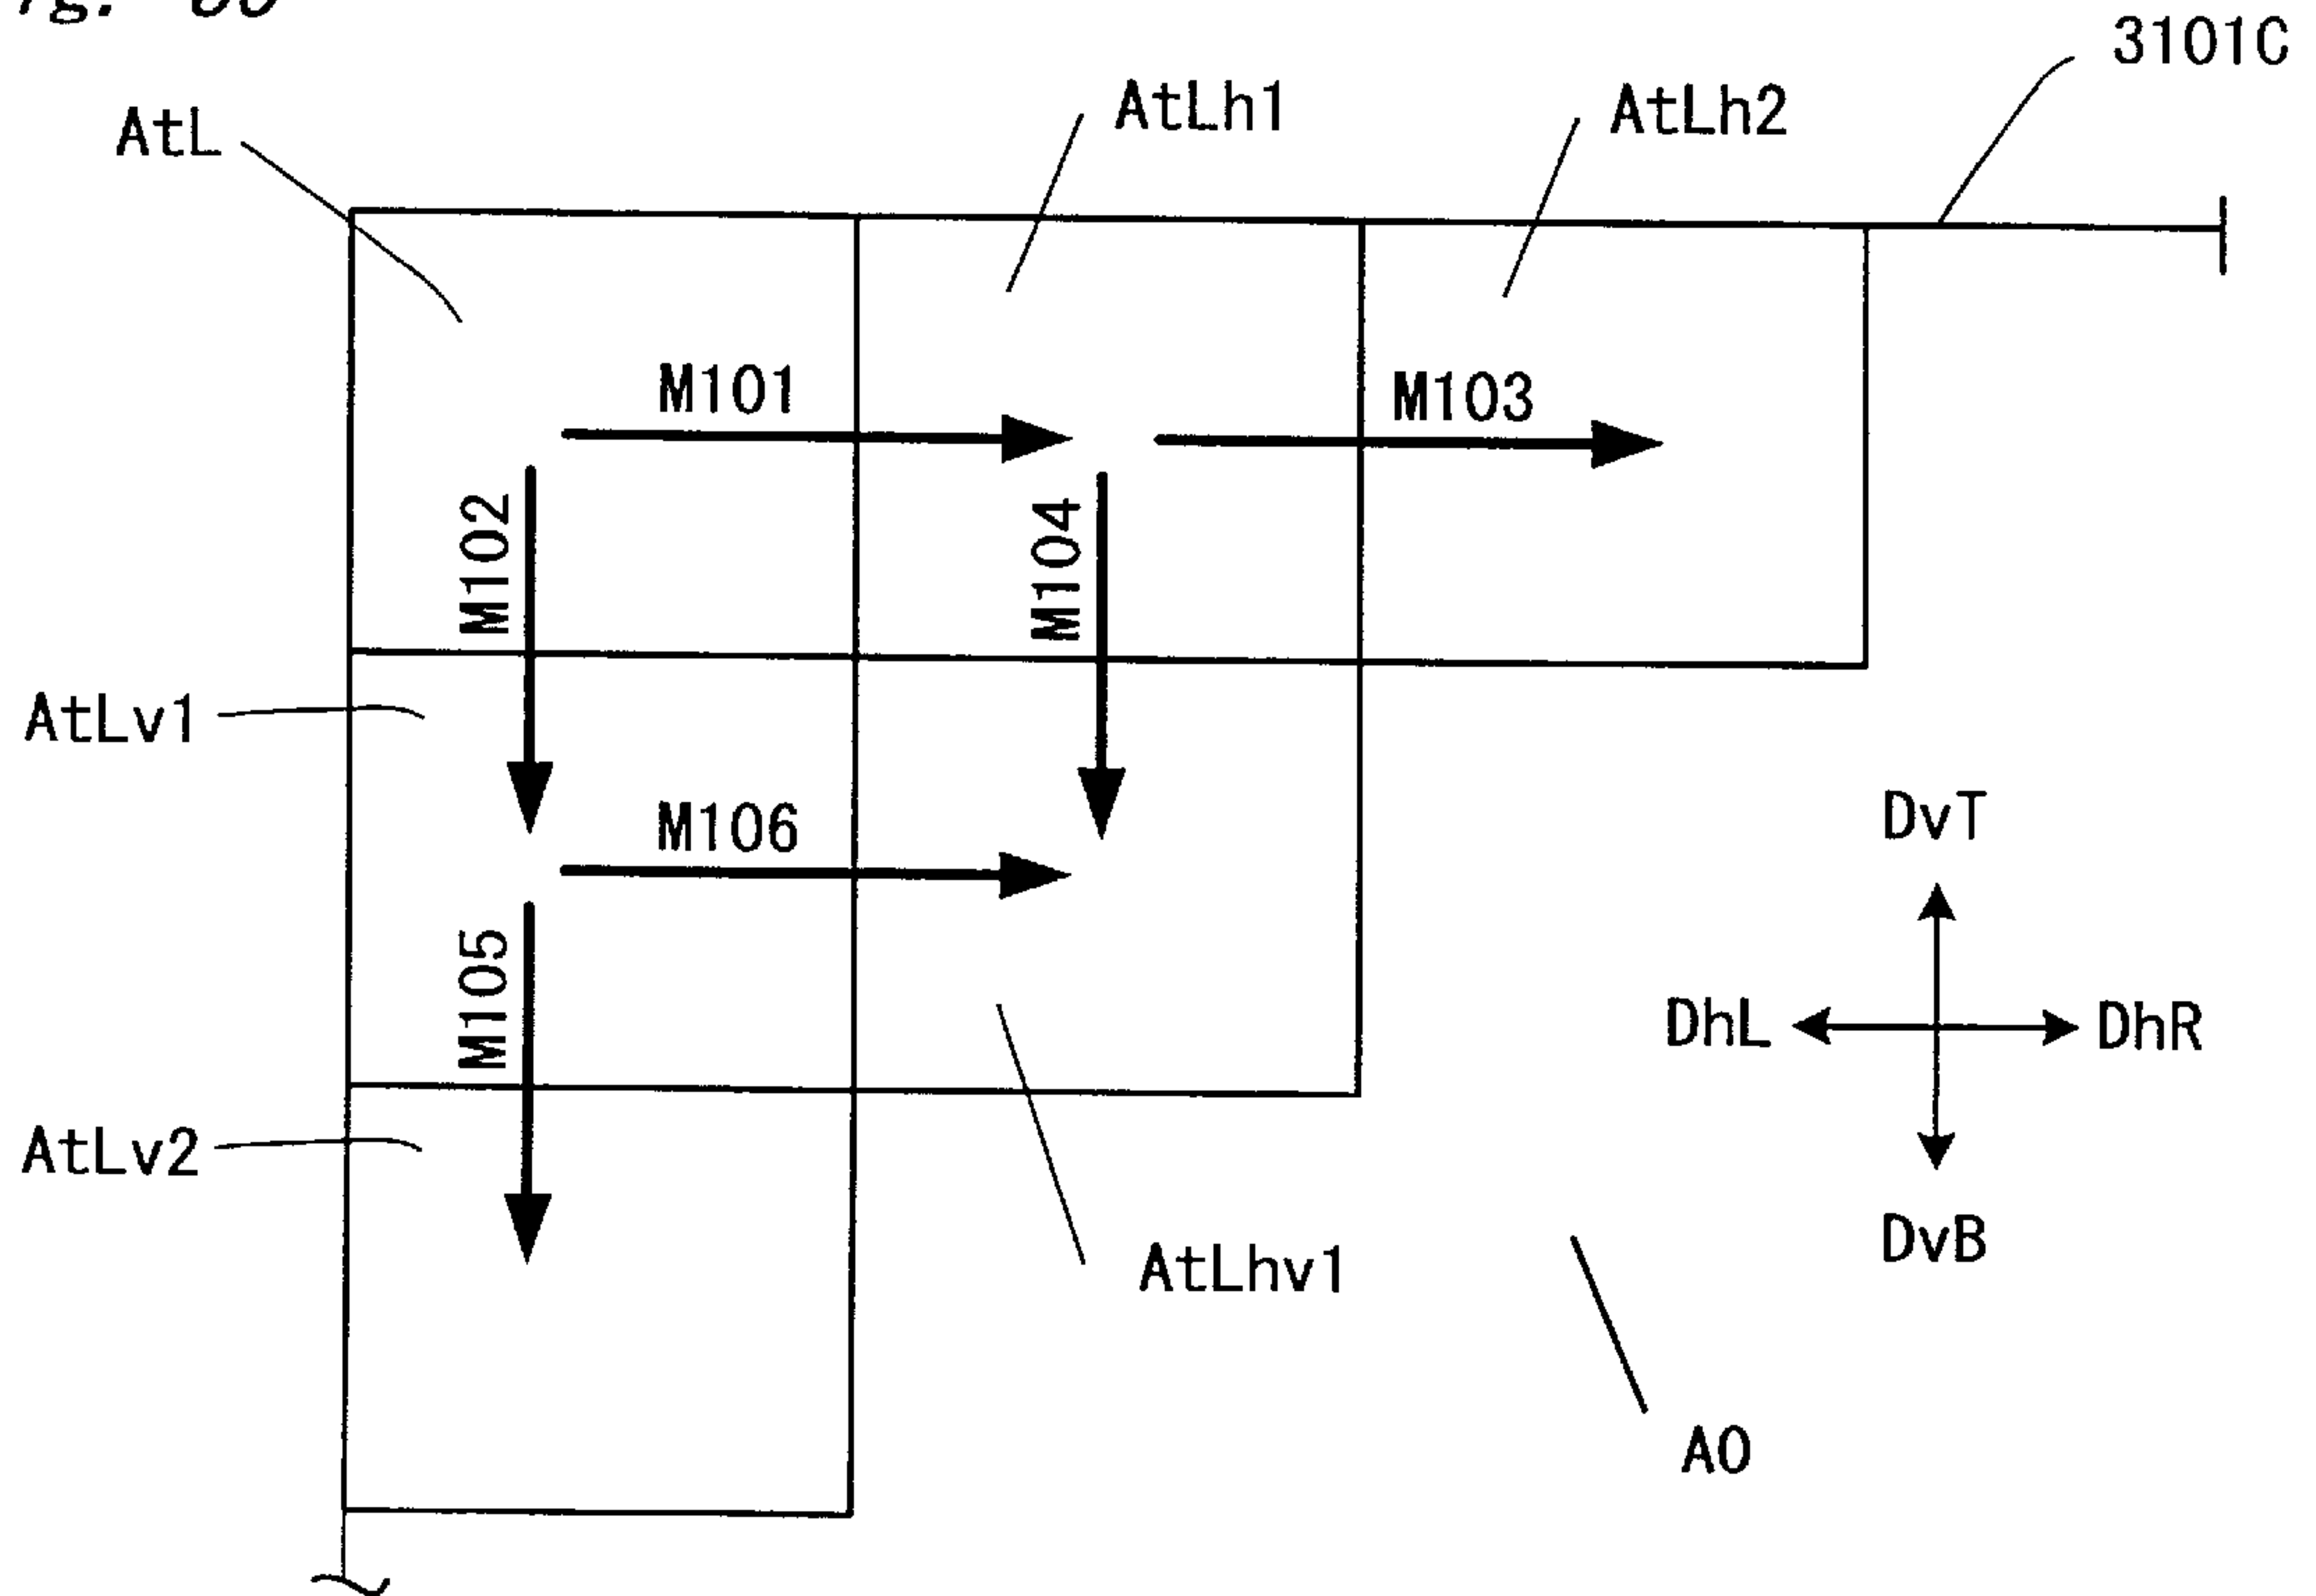 3101C
AtL
AtLh1
AtLh2
M101
M103
M102
M104
AtLv1
M106
DvT
M105
DhL
DhR
AtLv2
DvB
AtLhv1
A0